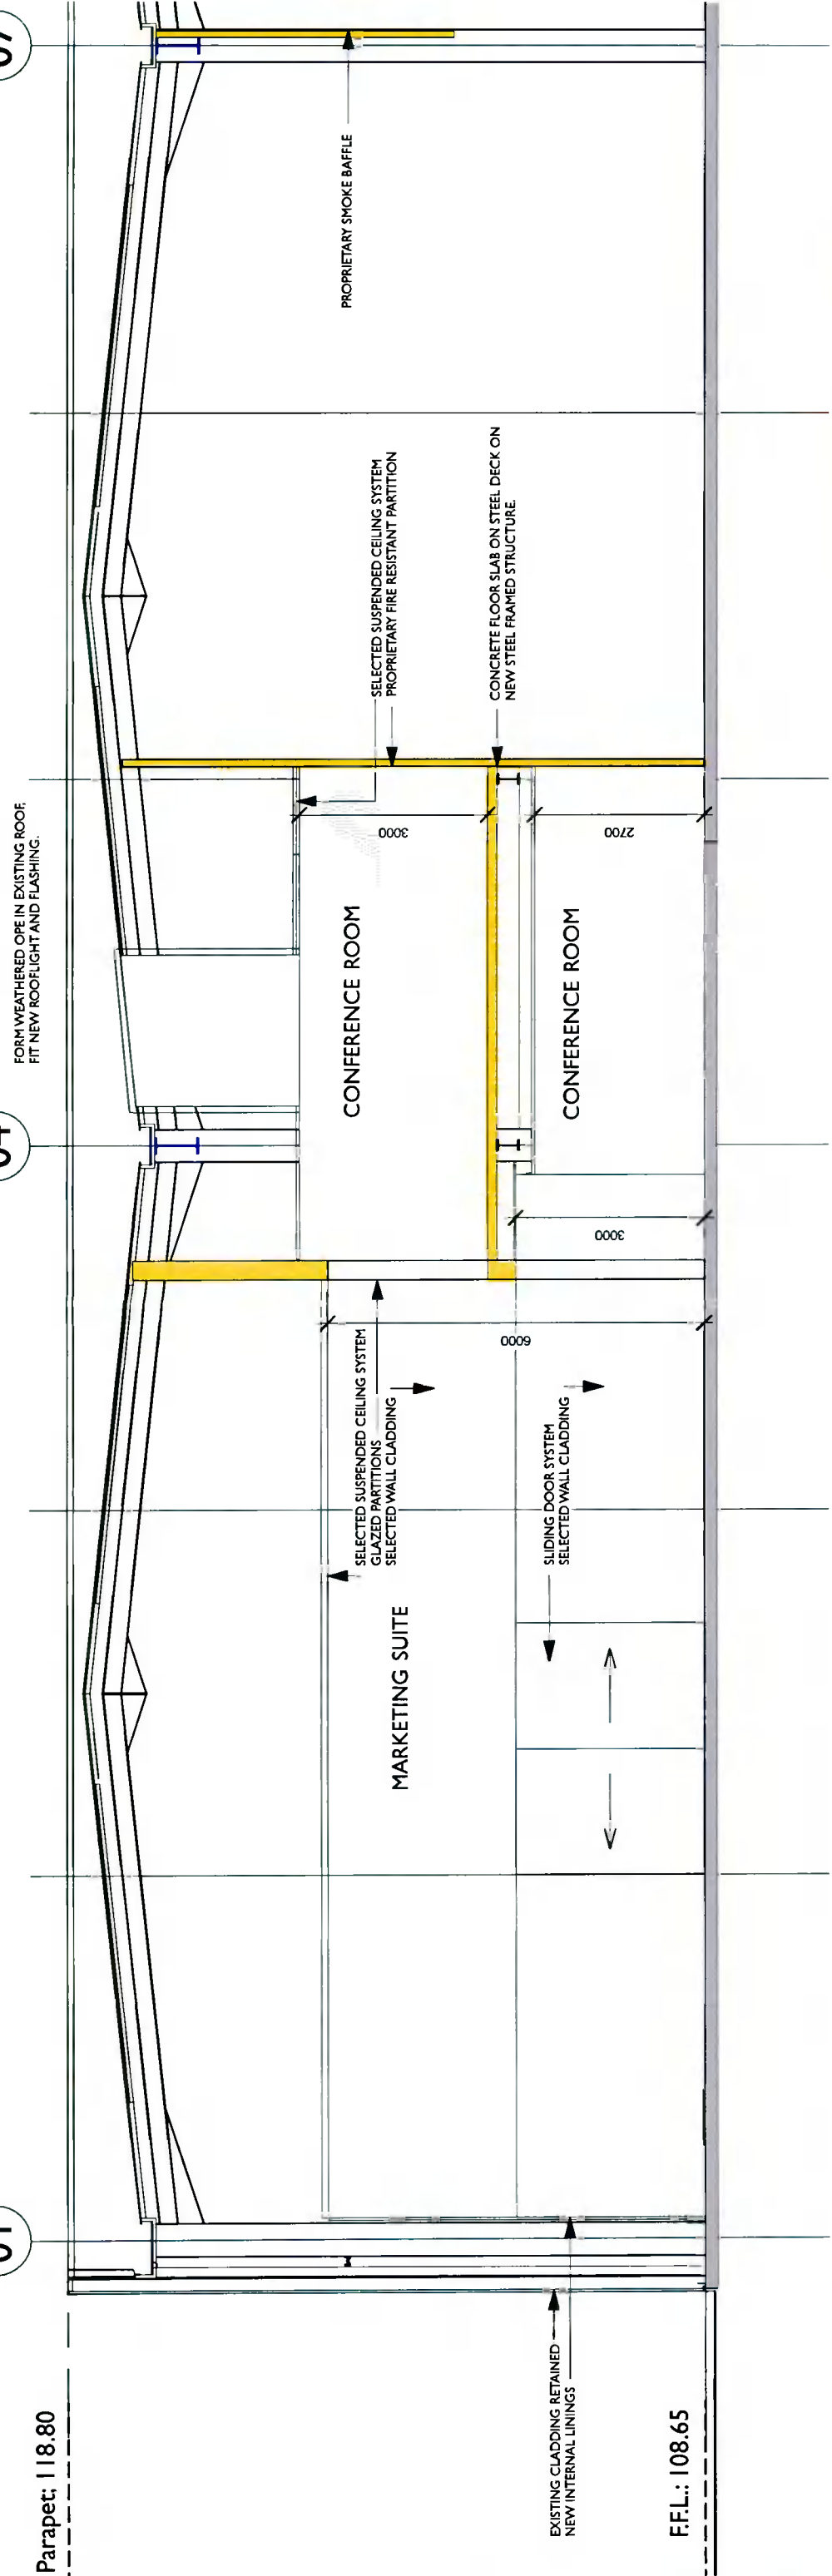 Parapet; 118.80
F.F.L.: 108.65
EXISTING CLADDING RETAINED
NEW INTERNAL LININGS
01
MARKETING SUITE
SELECTED SUSPENDED CEILING SYSTEM
GLAZED PARTITIONS
SELECTED WALL CLADDING
SLIDING DOOR SYSTEM
SELECTED WALL CLADDING
6000
04
FORM WEATHERED OPE IN EXISTING ROOF,
FIT NEW ROOFLIGHT AND FLASHING.
CONFERENCE ROOM
3000
CONFERENCE ROOM
3000
2700
SELECTED SUSPENDED CEILING SYSTEM
PROPRIETARY FIRE RESISTANT PARTITION
CONCRETE FLOOR SLAB ON STEEL DECK ON
NEW STEEL FRAMED STRUCTURE.
PROPRIETARY SMOKE BAFFLE
07